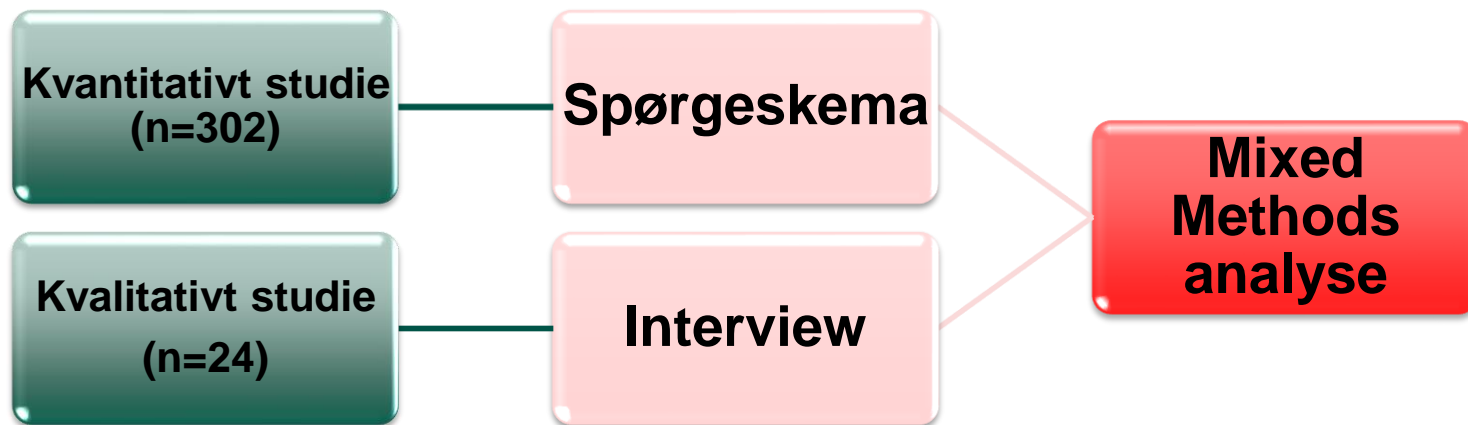 Kvantitativt studie
(n=302)
Spørgeskema
Kvalitativt studie
(n=24)
Interview
Mixed
Methods
analyse